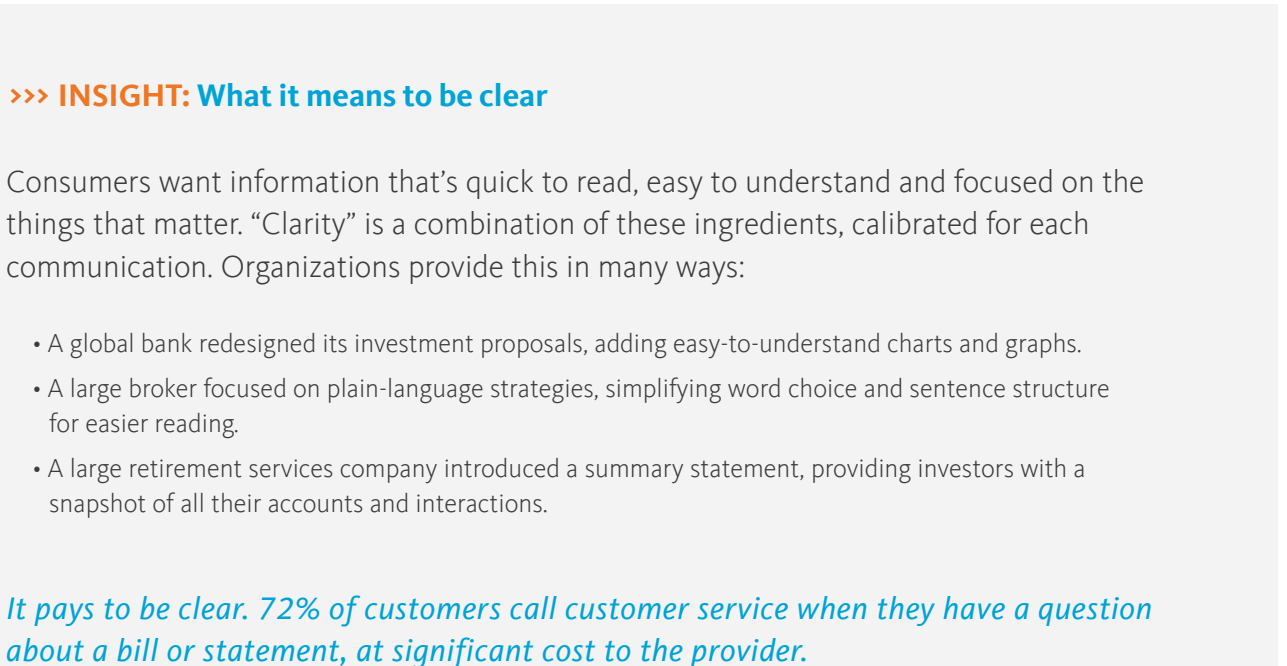 >>> INSIGHT: What it means to be clear
Consumers want information that’s quick to read, easy to understand and focused on the
things that matter. “Clarity” is a combination of these ingredients, calibrated for each
communication. Organizations provide this in many ways:
• A global bank redesigned its investment proposals, adding easy-to-understand charts and graphs.
• A large broker focused on plain-language strategies, simplifying word choice and sentence structure
for easier reading.
• A large retirement services company introduced a summary statement, providing investors with a
snapshot of all their accounts and interactions.
It pays to be clear. 72% of customers call customer service when they have a question
about a bill or statement, at significant cost to the provider.